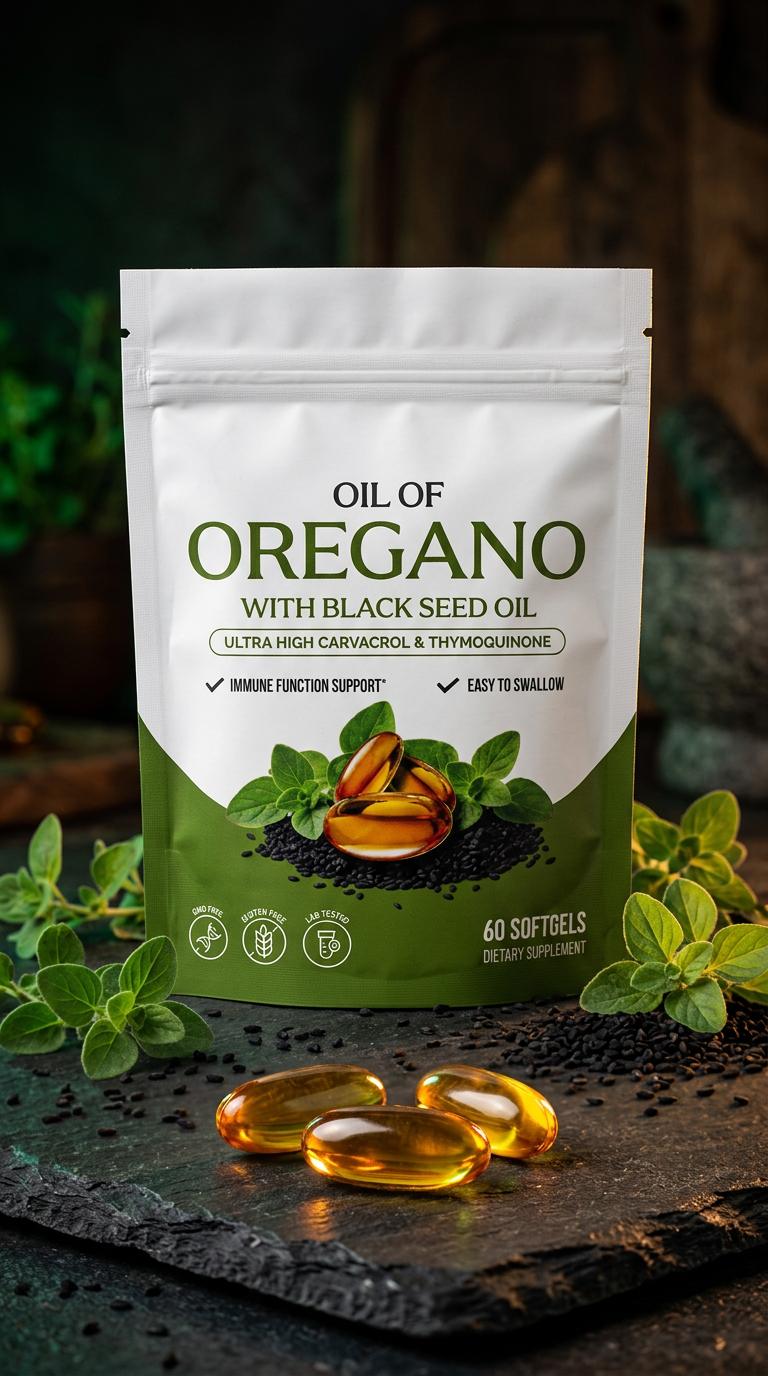 OIL OF
OREGANO
WITH BLACK SEED OIL
ULTRA HIGH CARVACROL & THYMOQUINONE
IMMUNE FUNCTION SUPPORT*
EASY TO SWALLOW
GMO FREE
GLUTEN FREE
LAB TESTED
60 SOFTGELS
DIETARY SUPPLEMENT